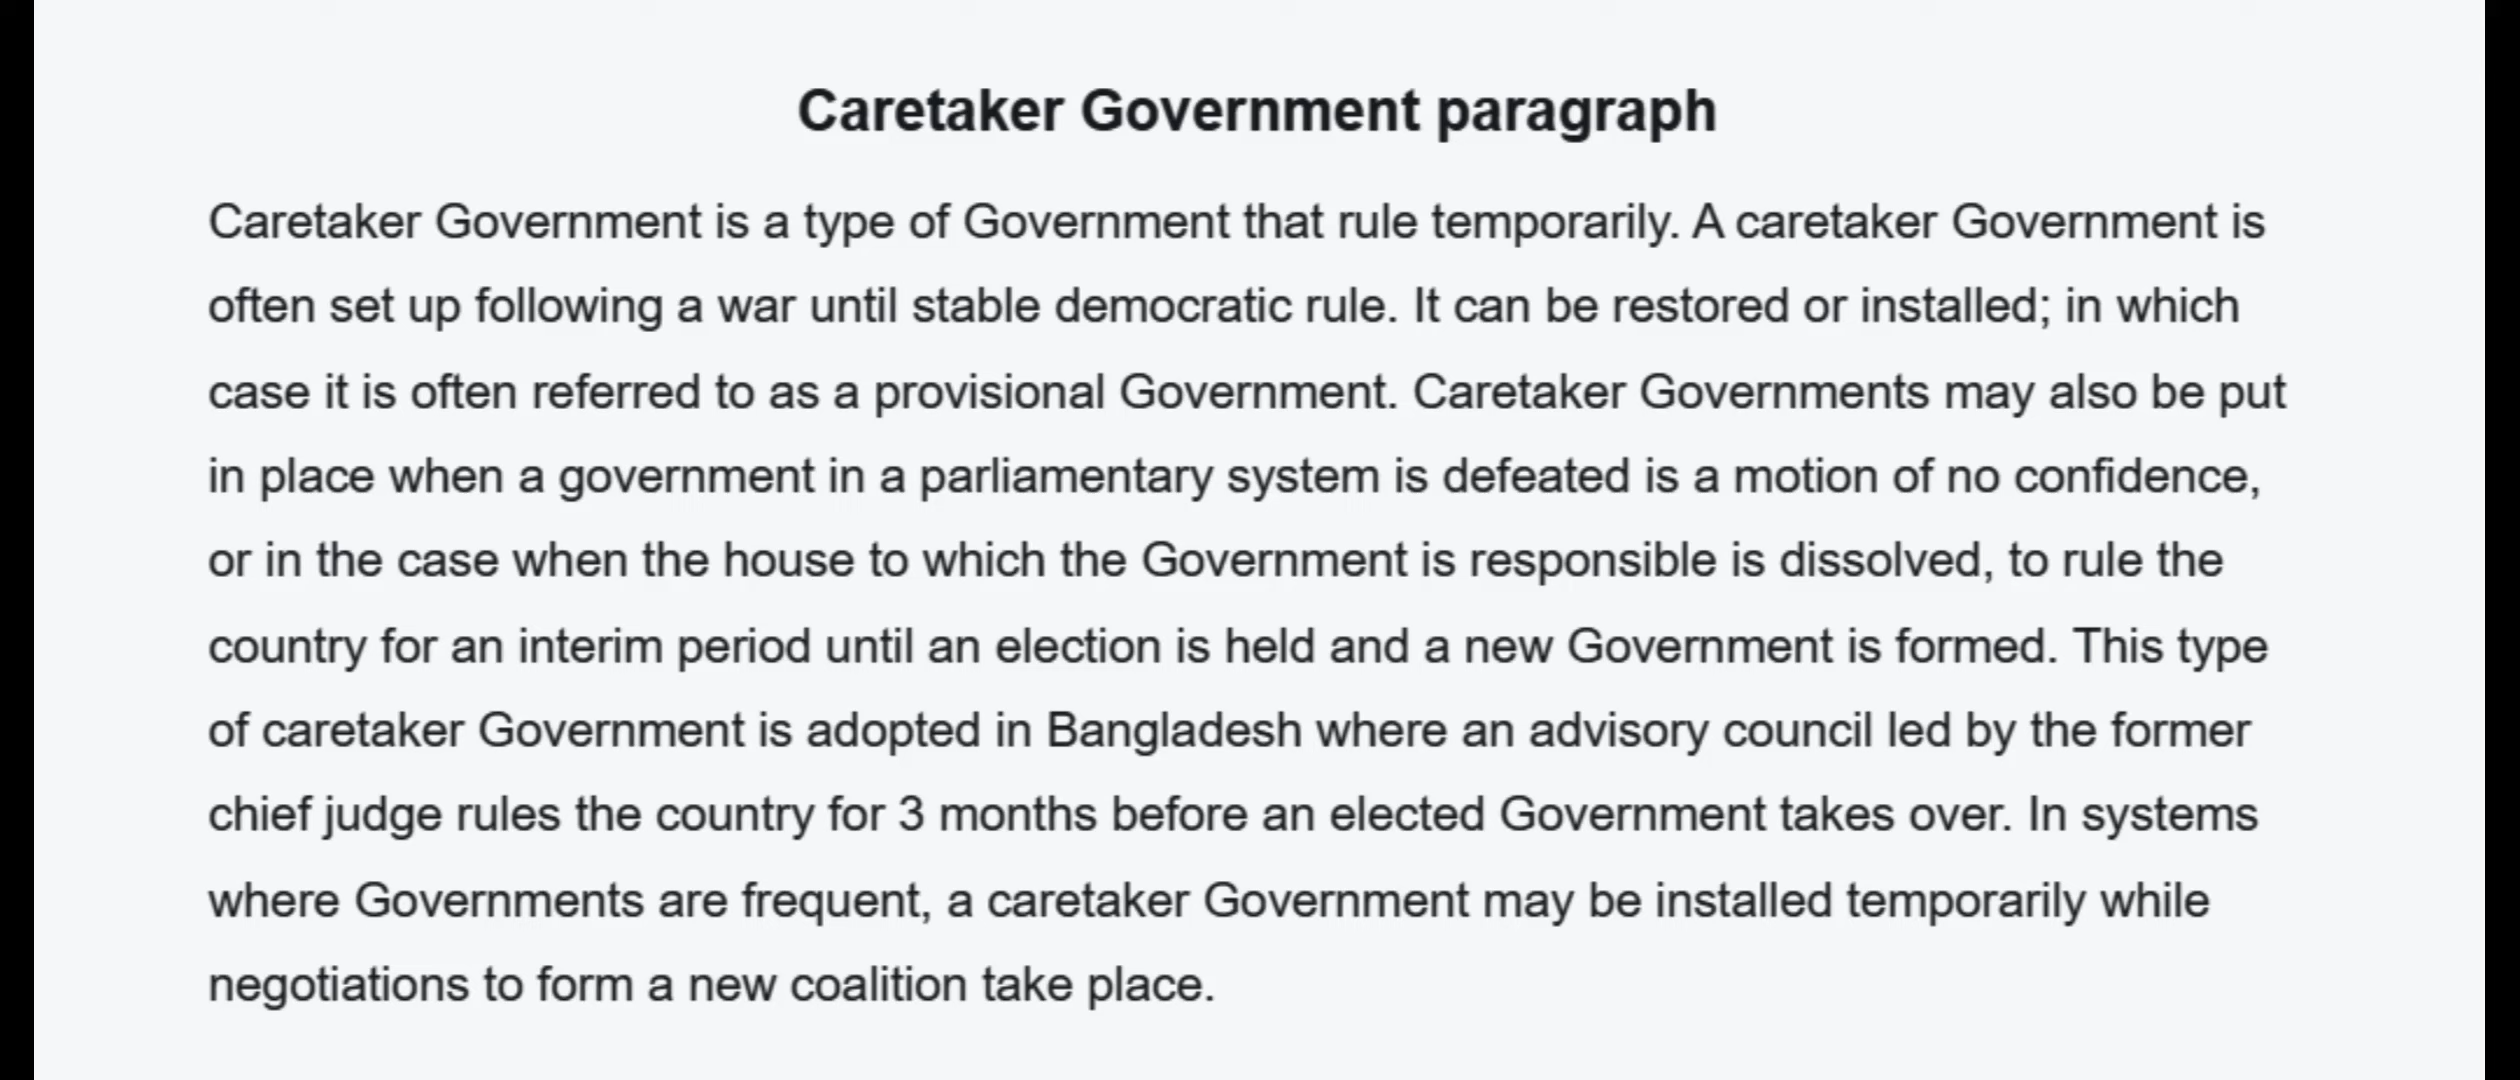 Caretaker Government paragraph
Caretaker Government is a type of Government that rule temporarily. A caretaker Government is
often set up following a war until stable democratic rule. It can be restored or installed; in which
case it is often referred to as a provisional Government. Caretaker Governments may also be put
in place when a government in a parliamentary system is defeated is a motion of no confidence,
or in the case when the house to which the Government is responsible is dissolved, to rule the
country for an interim period until an election is held and a new Government is formed. This type
of caretaker Government is adopted in Bangladesh where an advisory council led by the former
chief judge rules the country for 3 months before an elected Government takes over. In systems
where Governments are frequent, a caretaker Government may be installed temporarily while
negotiations to form a new coalition take place.